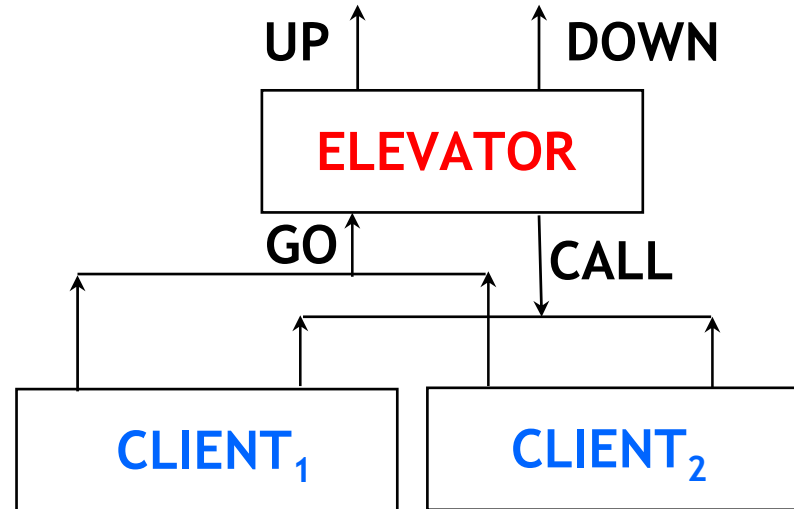 UP
DOWN
ELEVATOR
GO
CALL
CLIENT₁
CLIENT₂